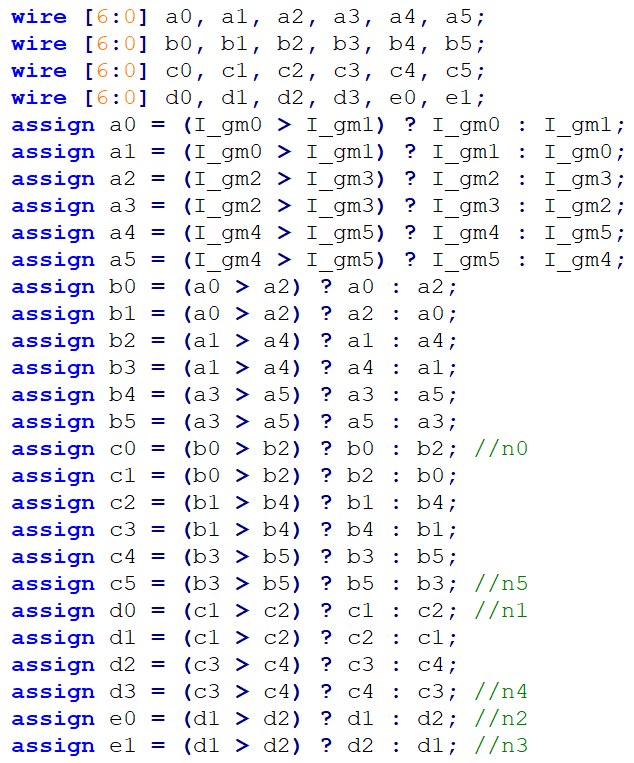 wire [6:0] a0, a1, a2, a3, a4, a5;
wire [6:0] b0, b1, b2, b3, b4, b5;
wire [6:0] c0, c1, c2, c3, c4, c5;
wire [6:0] d0, d1, d2, d3, e0, e1;
assign a0 = (I_gm0 > I_gm1) ? I_gm0 : I_gm1;
assign a1 = (I_gm0 > I_gm1) ? I_gm1 : I_gm0;
assign a2 = (I_gm2 > I_gm3) ? I_gm2 : I_gm3;
assign a3 = (I_gm2 > I_gm3) ? I_gm3 : I_gm2;
assign a4 = (I_gm4 > I_gm5) ? I_gm4 : I_gm5;
assign a5 = (I_gm4 > I_gm5) ? I_gm5 : I_gm4;
assign b0 = (a0 > a2) ? a0 : a2;
assign b1 = (a0 > a2) ? a2 : a0;
assign b2 = (a1 > a4) ? a1 : a4;
assign b3 = (a1 > a4) ? a4 : a1;
assign b4 = (a3 > a5) ? a3 : a5;
assign b5 = (a3 > a5) ? a5 : a3;
assign c0 = (b0 > b2) ? b0 : b2; //n0
assign c1 = (b0 > b2) ? b2 : b0;
assign c2 = (b1 > b4) ? b1 : b4;
assign c3 = (b1 > b4) ? b4 : b1;
assign c4 = (b3 > b5) ? b3 : b5;
assign c5 = (b3 > b5) ? b5 : b3; //n5
assign d0 = (c1 > c2) ? c1 : c2; //n1
assign d1 = (c1 > c2) ? c2 : c1;
assign d2 = (c3 > c4) ? c3 : c4;
assign d3 = (c3 > c4) ? c4 : c3; //n4
assign e0 = (d1 > d2) ? d1 : d2; //n2
assign e1 = (d1 > d2) ? d2 : d1; //n3